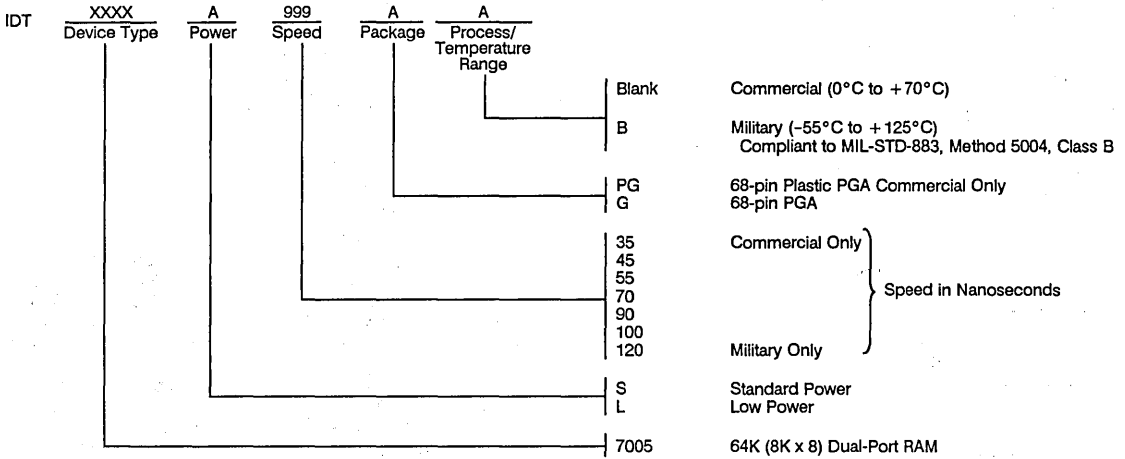 IDT XXXX A 999 A A
Device Type Power Speed Package Process/
Temperature
Range
Blank Commercial (0°C to +70°C)
B Military (–55°C to +125°C)
Compliant to MIL-STD-883, Method 5004, Class B
PG 68-pin Plastic PGA Commercial Only
G 68-pin PGA
35 Commercial Only
45
55
70 Speed in Nanoseconds
90
100
120 Military Only
S Standard Power
L Low Power
7005 64K (8K x 8) Dual-Port RAM